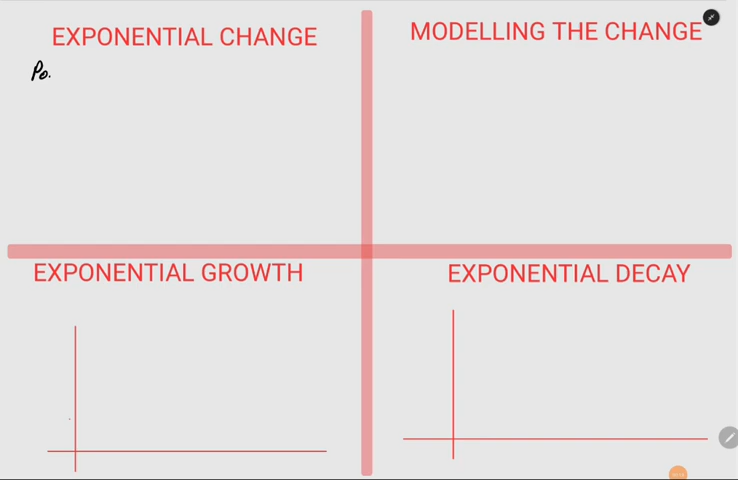 EXPONENTIAL CHANGE
MODELLING THE CHANGE
Po.
EXPONENTIAL GROWTH
EXPONENTIAL DECAY